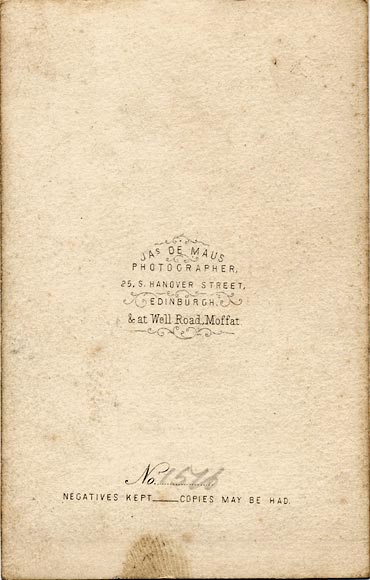 JAS DE MAUS
PHOTOGRAPHER,
25, S. HANOVER STREET,
EDINBURGH.
& at Well Road, Moffat
No. 1516
NEGATIVES KEPT — COPIES MAY BE HAD.